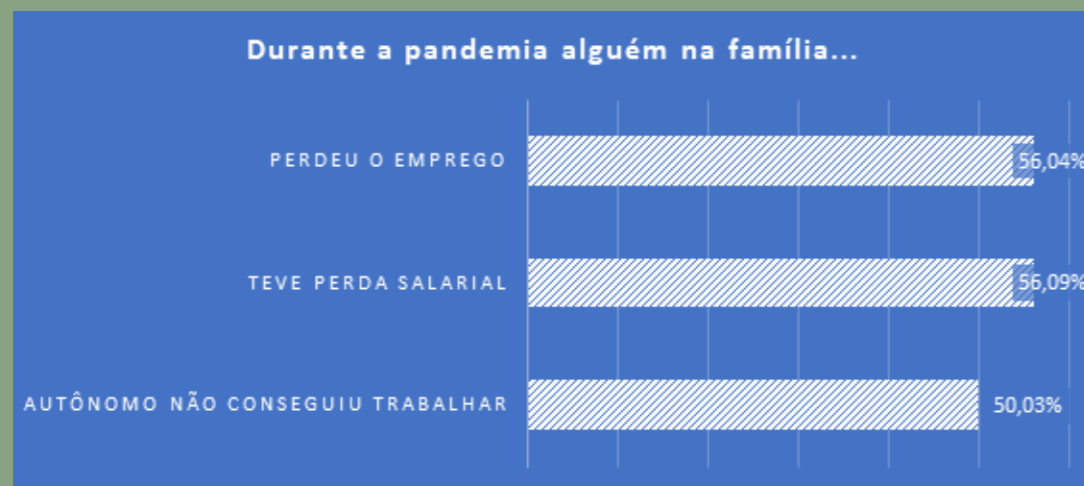 Durante a pandemia alguém na família...
PERDEU O EMPREGO
56,04%
TEVE PERDA SALARIAL
56,09%
AUTÔNOMO NÃO CONSEGUIU TRABALHAR
50,03%